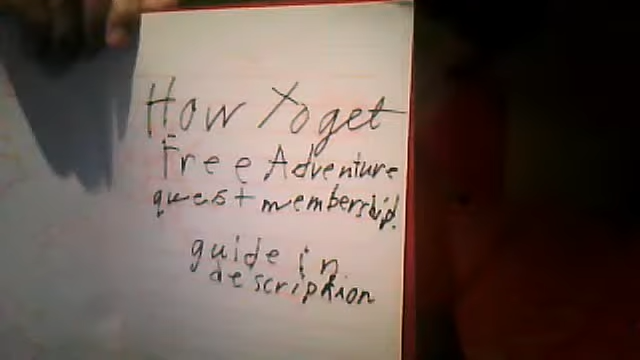 How To get
Free Adventure
quest membership.
guide in
description